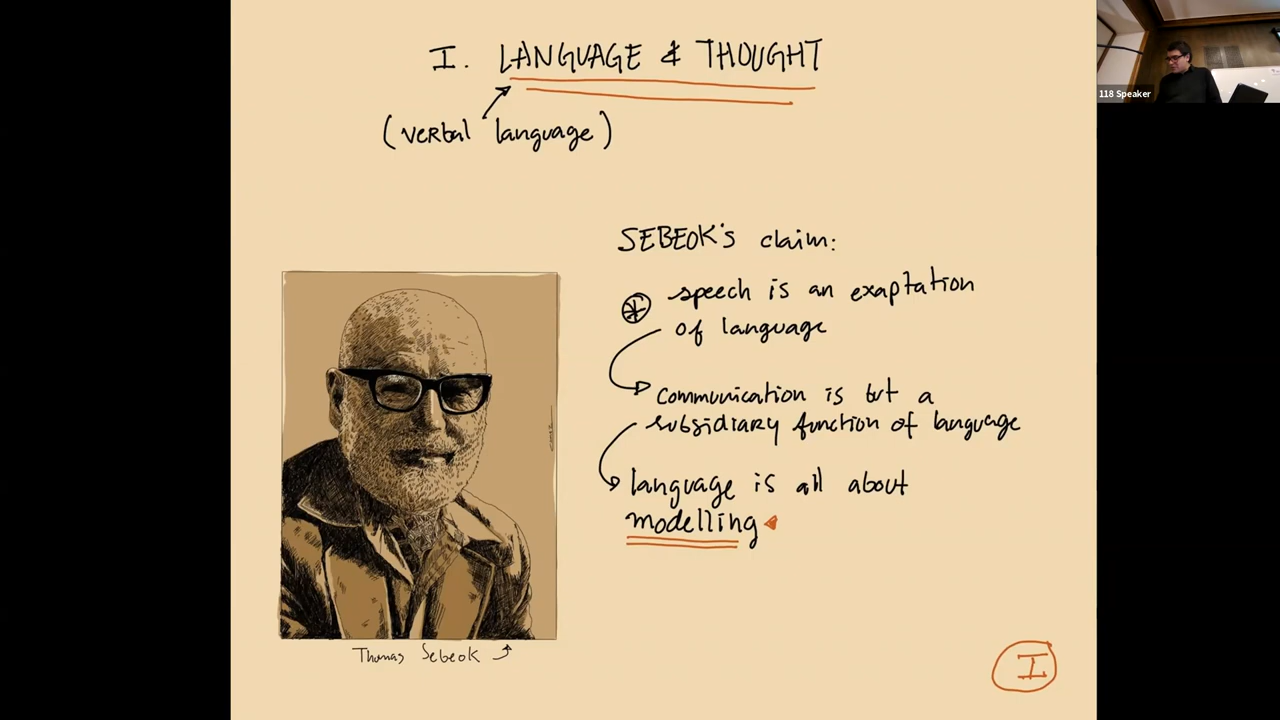 I. LANGUAGE & THOUGHT
(verbal language)
SEBEOK's claim:
speech is an exaptation
of language
communication is but a
subsidiary function of language
language is all about
modelling
Thomas Sebeok
I
118 Speaker